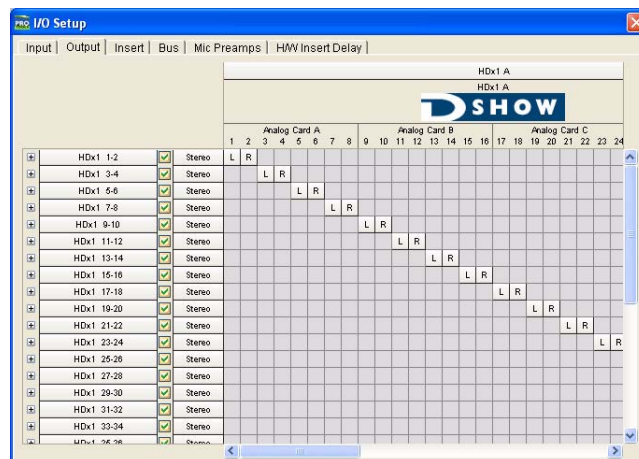 PRO I/O Setup
Input Output Insert Bus Mic Preamps H/W Insert Delay
HDx1 A
HDx1 A
D SHOW
Analog Card A Analog Card B Analog Card C
1 2 3 4 5 6 7 8 9 10 11 12 13 14 15 16 17 18 19 20 21 22 23 24
HDx1 1-2 Stereo L R
HDx1 3-4 Stereo L R
HDx1 5-6 Stereo L R
HDx1 7-8 Stereo L R
HDx1 9-10 Stereo L R
HDx1 11-12 Stereo L R
HDx1 13-14 Stereo L R
HDx1 15-16 Stereo L R
HDx1 17-18 Stereo L R
HDx1 19-20 Stereo L R
HDx1 21-22 Stereo L R
HDx1 23-24 Stereo L R
HDx1 25-26 Stereo
HDx1 27-28 Stereo
HDx1 29-30 Stereo
HDx1 31-32 Stereo
HDx1 33-34 Stereo